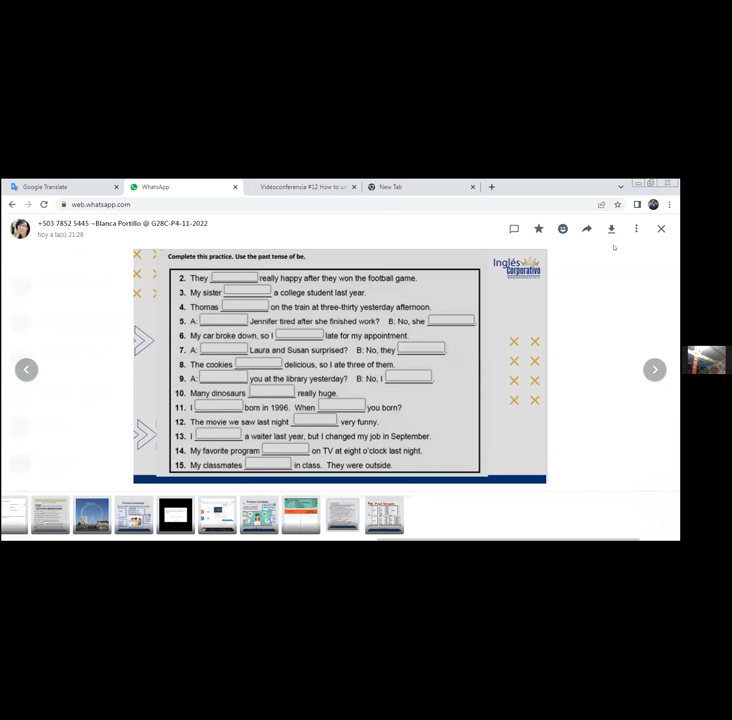 Google Translate
WhatsApp
Videoconferencia #12 How to
New Tab
web.whatsapp.com
+503 7852 5445 ~Blanca Portillo @ G28C-P4-11-2022
hoy a la(s) 21:28
Complete this practice. Use the past tense of be.
Inglés
Corporativo
2. They really happy after they won the football game.
3. My sister a college student last year.
4. Thomas on the train at three-thirty yesterday afternoon.
5. A: Jennifer tired after she finished work? B: No, she .
6. My car broke down, so I late for my appointment.
7. A: Laura and Susan surprised? B: No, they .
8. The cookies delicious, so I ate three of them.
9. A: you at the library yesterday? B: No, I .
10. Many dinosaurs really huge.
11. I born in 1996. When you born?
12. The movie we saw last night very funny.
13. I a waiter last year, but I changed my job in September.
14. My favorite program on TV at eight o'clock last night.
15. My classmates in class. They were outside.